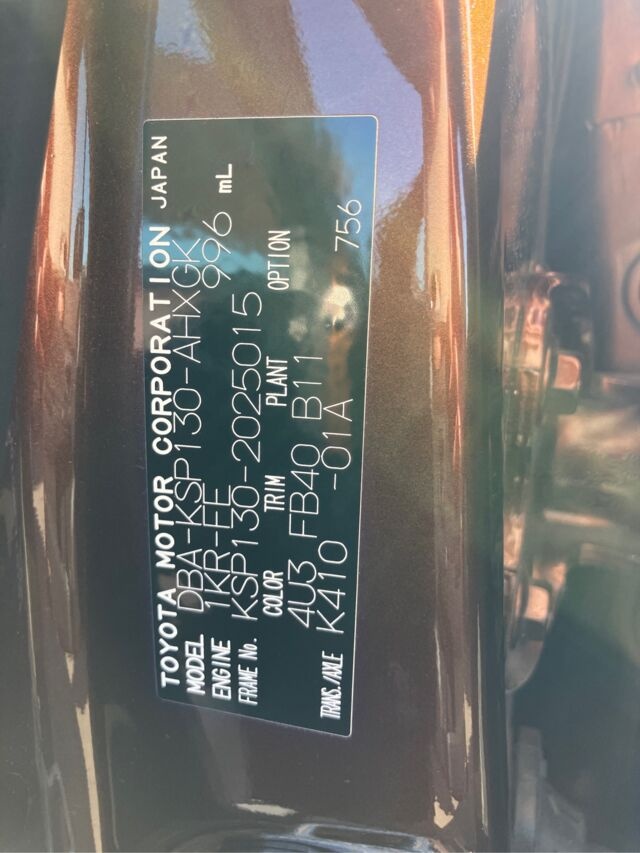 TOYOTA MOTOR CORPORATION JAPAN
MODEL DBA-KSP130-AHXGK
ENGINE 1KR-FE 996 mL
FRAME No. KSP130-2025015
COLOR TRIM PLANT OPTION
4U3 FB40 B11 756
TRANS./AXLE K410 -01A